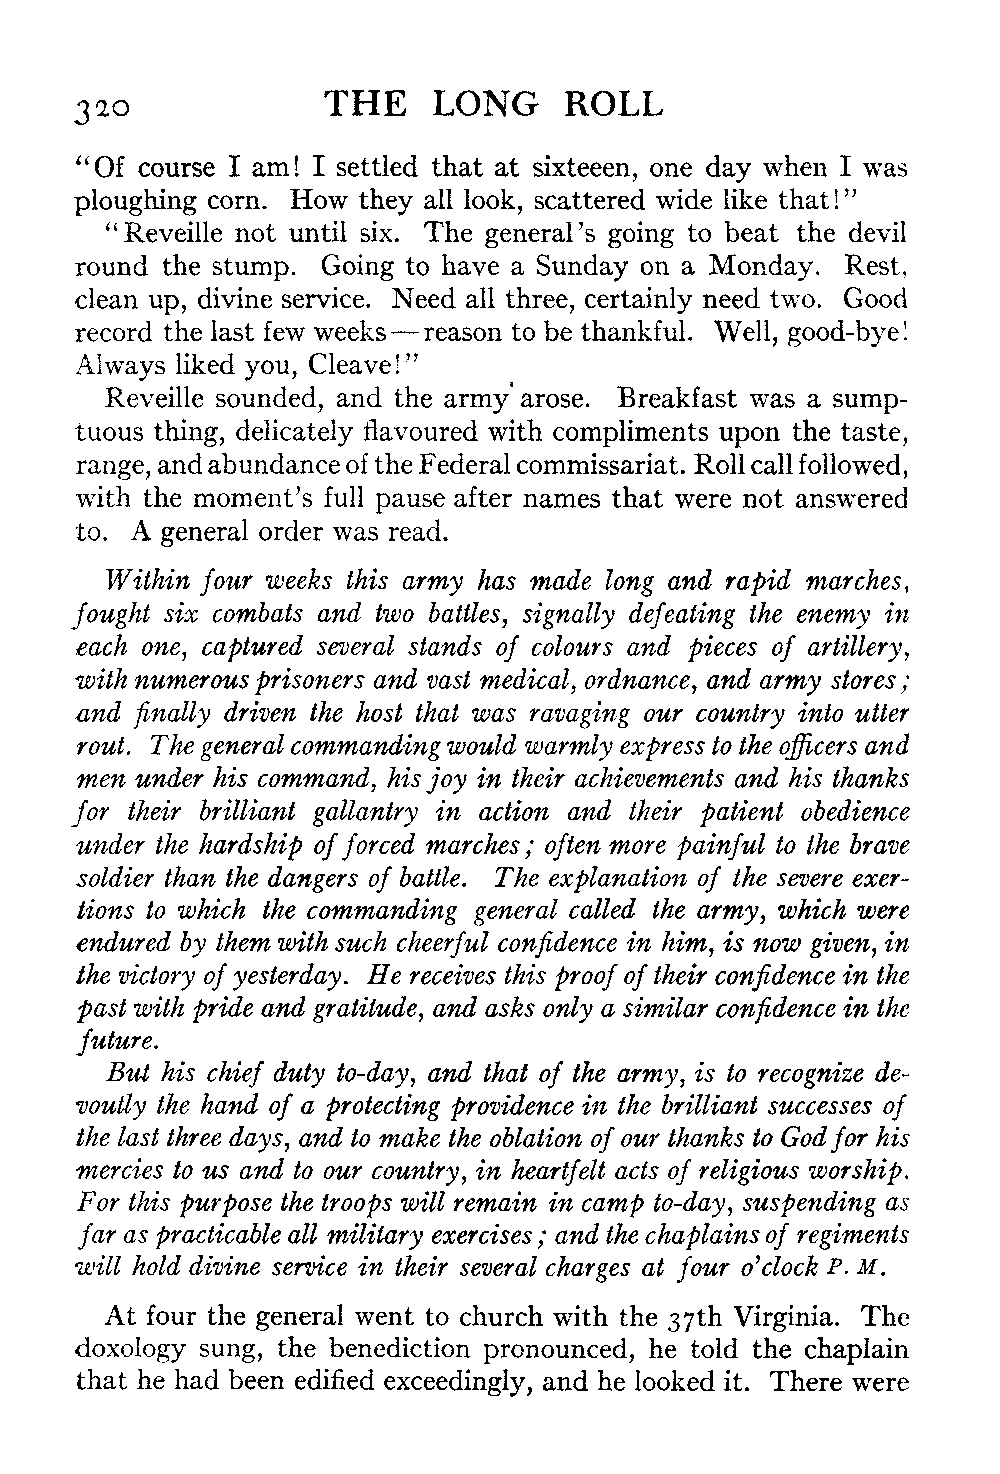 320 THE LONG ROLL
“Of course I am! I settled that at sixteeen, one day when I was
ploughing corn. How they all look, scattered wide like that!”
“Reveille not until six. The general’s going to beat the devil
round the stump. Going to have a Sunday on a Monday. Rest,
clean up, divine service. Need all three, certainly need two. Good
record the last few weeks—reason to be thankful. Well, good-bye!
Always liked you, Cleave!”
Reveille sounded, and the army arose. Breakfast was a sump-
tuous thing, delicately flavoured with compliments upon the taste,
range, and abundance of the Federal commissariat. Roll call followed,
with the moment’s full pause after names that were not answered
to. A general order was read.
Within four weeks this army has made long and rapid marches,
fought six combats and two battles, signally defeating the enemy in
each one, captured several stands of colours and pieces of artillery,
with numerous prisoners and vast medical, ordnance, and army stores;
and finally driven the host that was ravaging our country into utter
rout. The general commanding would warmly express to the officers and
men under his command, his joy in their achievements and his thanks
for their brilliant gallantry in action and their patient obedience
under the hardship of forced marches; often more painful to the brave
soldier than the dangers of battle. The explanation of the severe exer-
tions to which the commanding general called the army, which were
endured by them with such cheerful confidence in him, is now given, in
the victory of yesterday. He receives this proof of their confidence in the
past with pride and gratitude, and asks only a similar confidence in the
future.
But his chief duty to-day, and that of the army, is to recognize de-
voutly the hand of a protecting providence in the brilliant successes of
the last three days, and to make the oblation of our thanks to God for his
mercies to us and to our country, in heartfelt acts of religious worship.
For this purpose the troops will remain in camp to-day, suspending as
far as practicable all military exercises; and the chaplains of regiments
will hold divine service in their several charges at four o’clock P. M.
At four the general went to church with the 37th Virginia. The
doxology sung, the benediction pronounced, he told the chaplain
that he had been edified exceedingly, and he looked it. There were